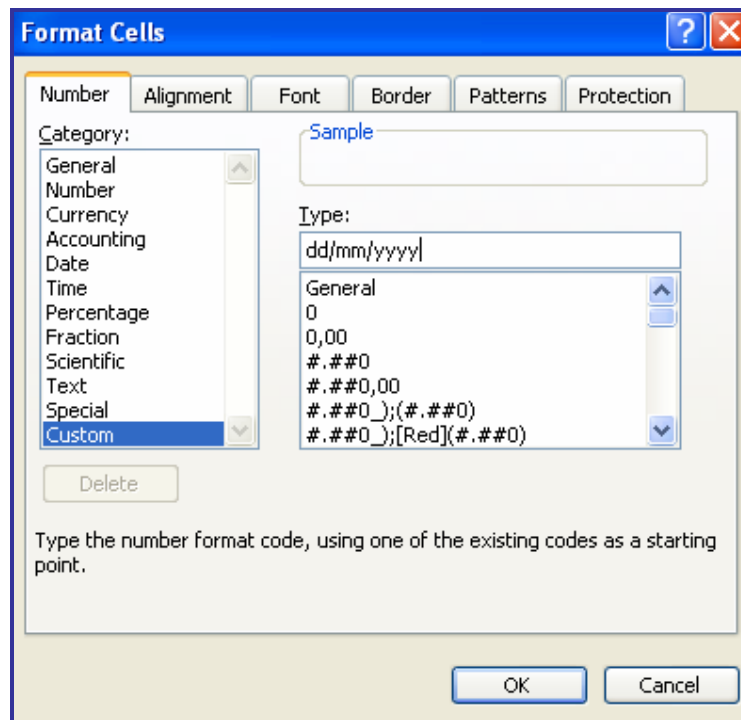 Format Cells
Number Alignment Font Border Patterns Protection
Category:
General
Number
Currency
Accounting
Date
Time
Percentage
Fraction
Scientific
Text
Special
Custom
Delete
Sample
Type:
dd/mm/yyyy
General
0
0,00
#.##0
#.##0,00
#.##0_);(#.##0)
#.##0_);[Red](#.##0)
Type the number format code, using one of the existing codes as a starting
point.
OK Cancel